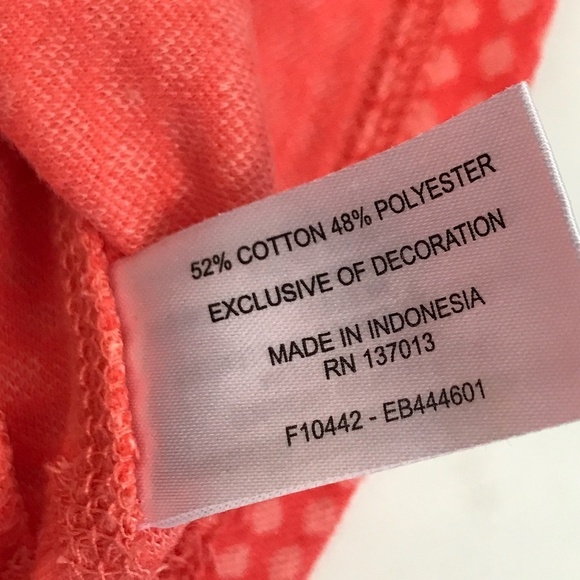 52% COTTON 48% POLYESTER
EXCLUSIVE OF DECORATION
MADE IN INDONESIA
RN 137013
F10442 - EB444601